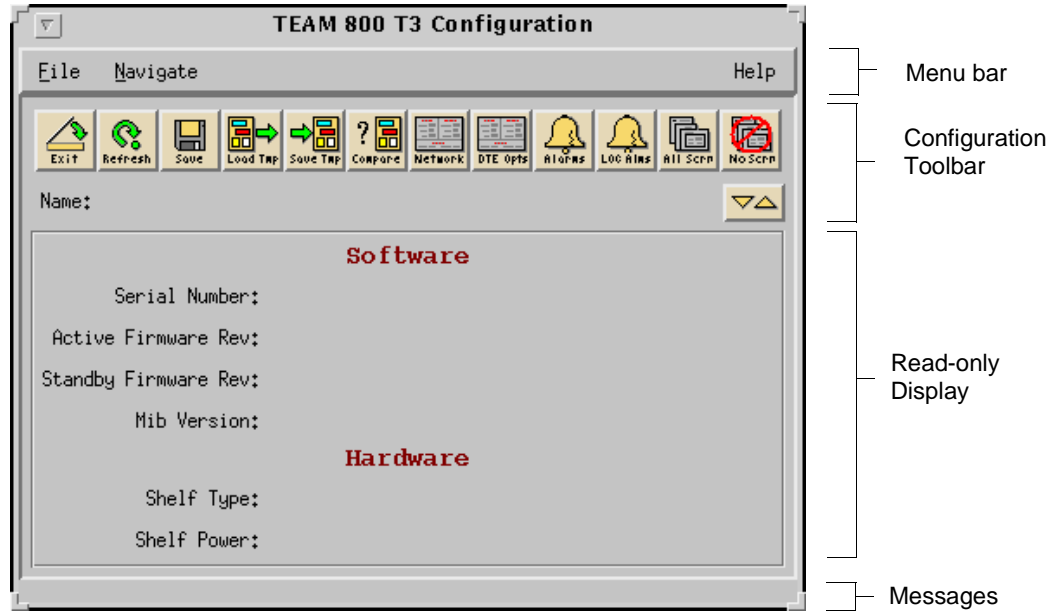 TEAM 800 T3 Configuration
File Navigate Help
Menu bar
Exit Refresh Save Load Tmp Save Tmp Compare Network DTE Opts Alarms LOC Alms All Scrn No Scrn
Configuration
Toolbar
Name:
Software
Serial Number:
Active Firmware Rev:
Standby Firmware Rev:
Mib Version:
Hardware
Shelf Type:
Shelf Power:
Read-only
Display
Messages